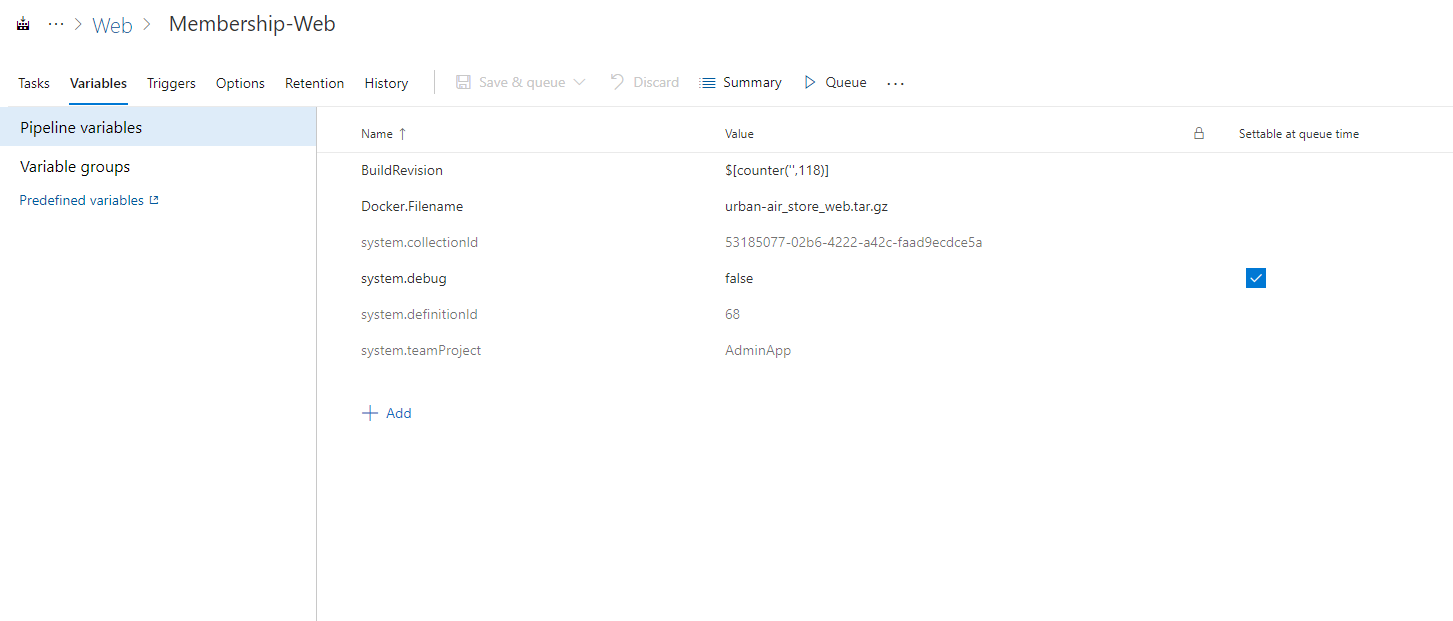 ... > Web > Membership-Web
Tasks Variables Triggers Options Retention History Save & queue Discard Summary Queue ...
Pipeline variables
Variable groups
Predefined variables
Name ↑ Value Settable at queue time
BuildRevision $[counter('',118)]
Docker.Filename urban-air_store_web.tar.gz
system.collectionId 53185077-02b6-4222-a42c-faad9ecdce5a
system.debug false
system.definitionId 68
system.teamProject AdminApp
+ Add